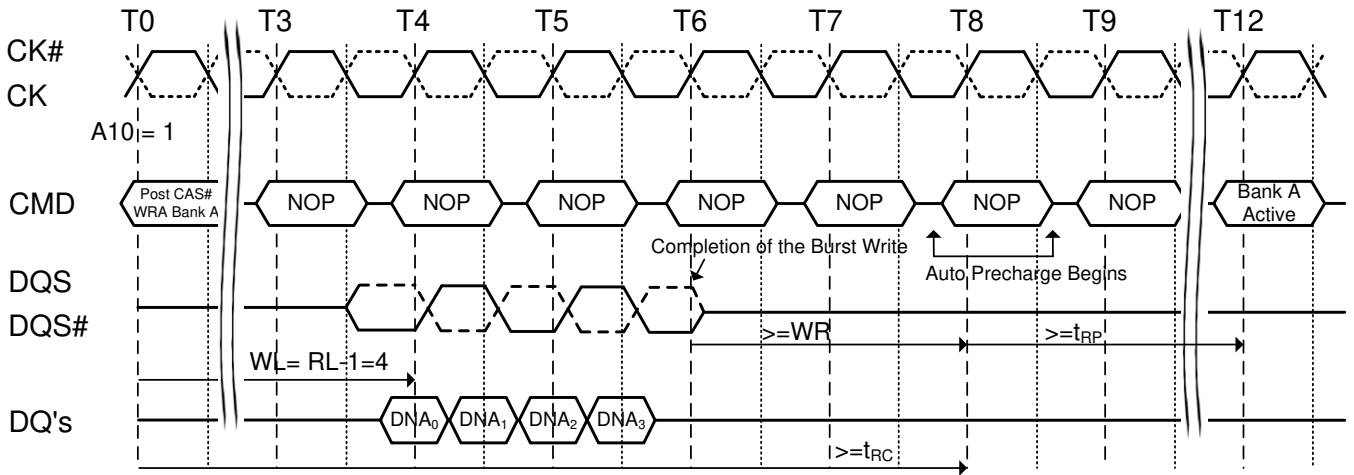 T0 T3 T4 T5 T6 T7 T8 T9 T12
CK#
CK
A10 = 1
CMD
Post CAS#
WRA Bank A
NOP NOP NOP NOP NOP NOP NOP
Bank A
Active
Completion of the Burst Write
Auto Precharge Begins
DQS
DQS#
>=WR >=tRP
WL= RL-1=4
DQ's
DNA0 DNA1 DNA2 DNA3
>=tRC